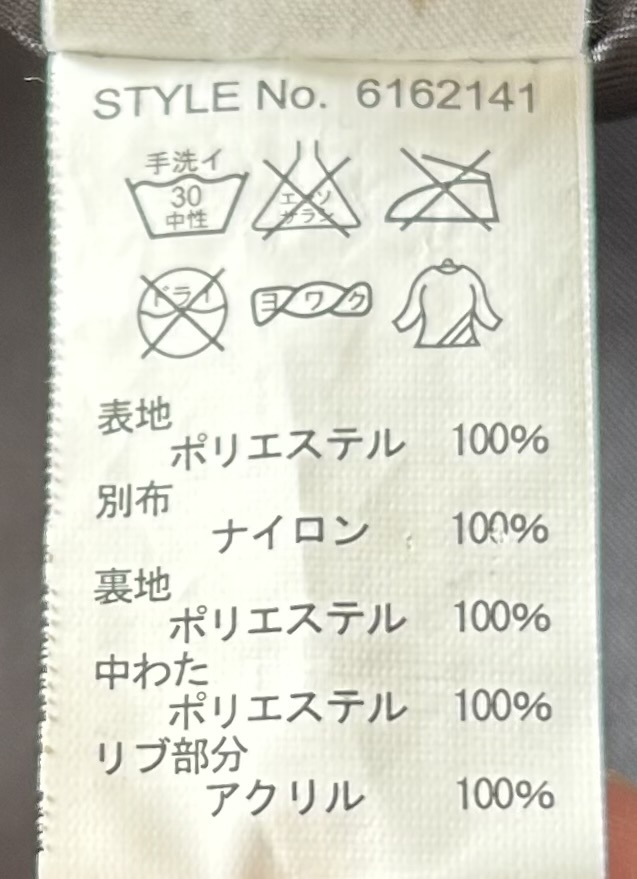 STYLE No. 6162141
手洗イ
30
中性
エンソ
サラシ
ドライ
ヨワク
表地
ポリエステル 100%
別布
ナイロン 100%
裏地
ポリエステル 100%
中わた
ポリエステル 100%
リブ部分
アクリル 100%